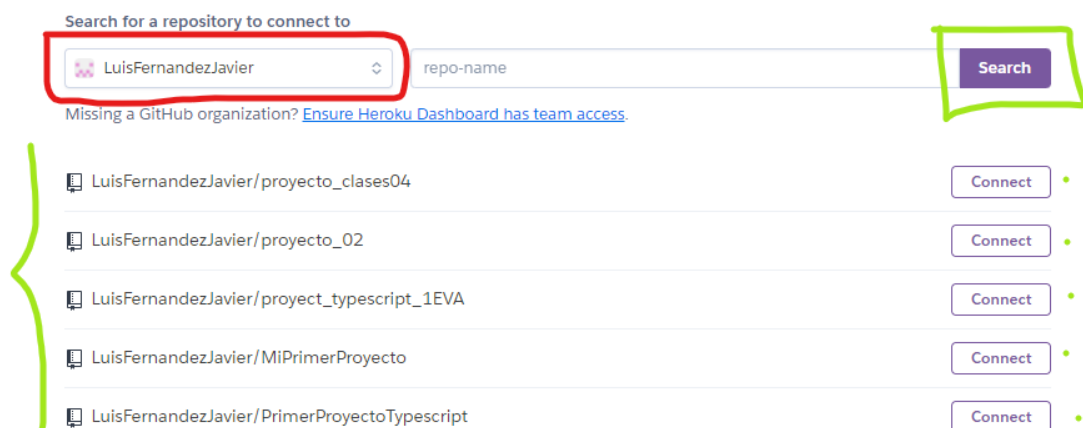 Search for a repository to connect to
LuisFernandezJavier repo-name Search
Missing a GitHub organization? Ensure Heroku Dashboard has team access.
LuisFernandezJavier/proyecto_clases04 Connect
LuisFernandezJavier/proyecto_02 Connect
LuisFernandezJavier/proyect_typescript_1EVA Connect
LuisFernandezJavier/MiPrimerProyecto Connect
LuisFernandezJavier/PrimerProyectoTypescript Connect